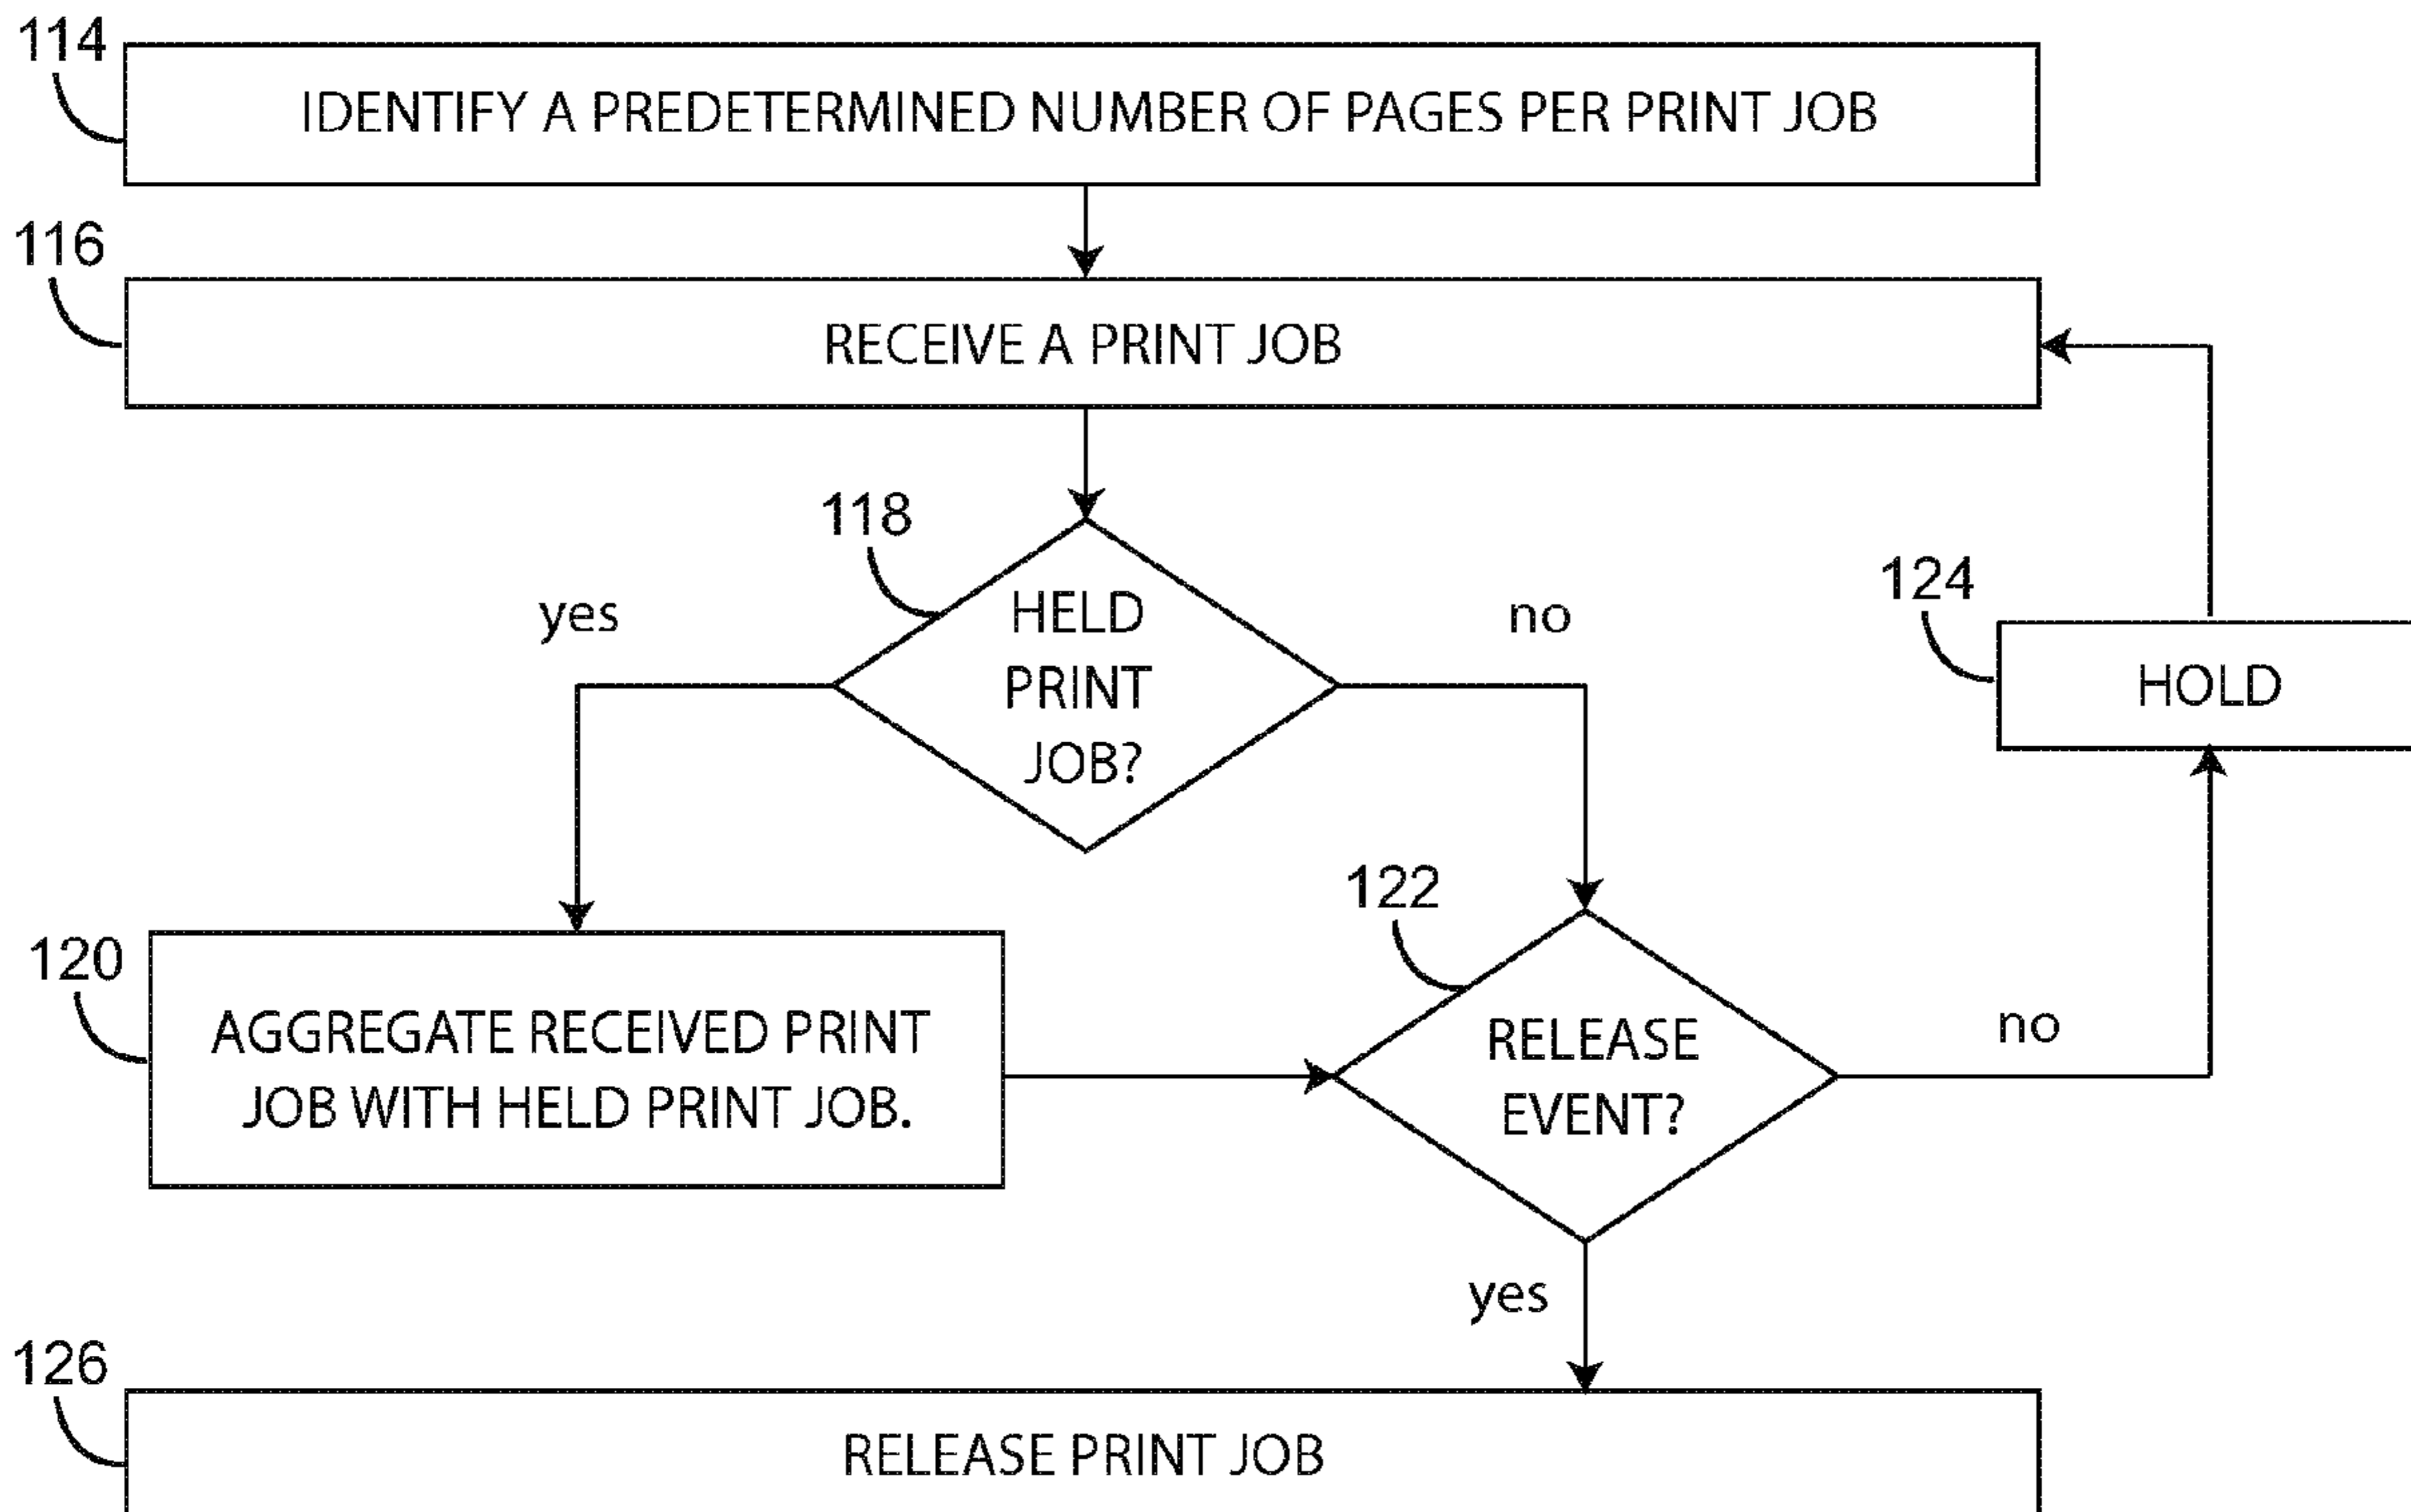 114
IDENTIFY A PREDETERMINED NUMBER OF PAGES PER PRINT JOB
116
RECEIVE A PRINT JOB
118
HELD
PRINT
JOB?
yes
no
124
HOLD
120
AGGREGATE RECEIVED PRINT
JOB WITH HELD PRINT JOB.
122
RELEASE
EVENT?
no
yes
126
RELEASE PRINT JOB